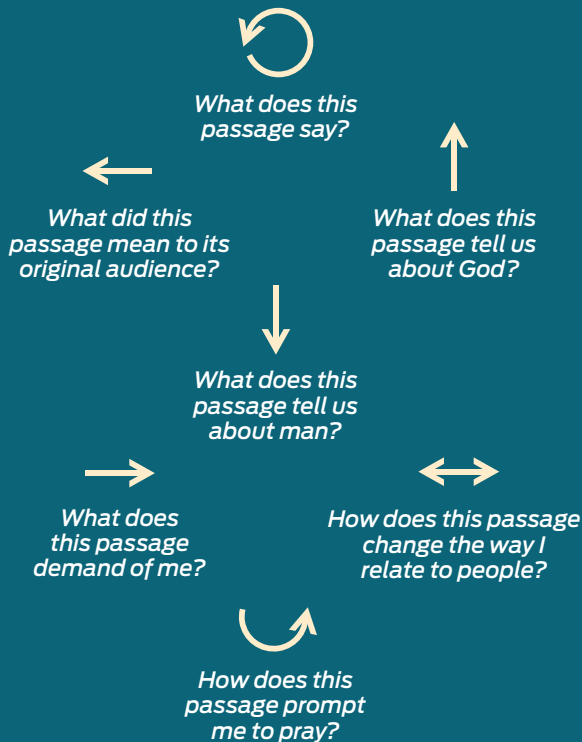 What does this
passage say?
What did this
passage mean to its
original audience?
What does this
passage tell us
about God?
What does this
passage tell us
about man?
What does
this passage
demand of me?
How does this passage
change the way I
relate to people?
How does this
passage prompt
me to pray?